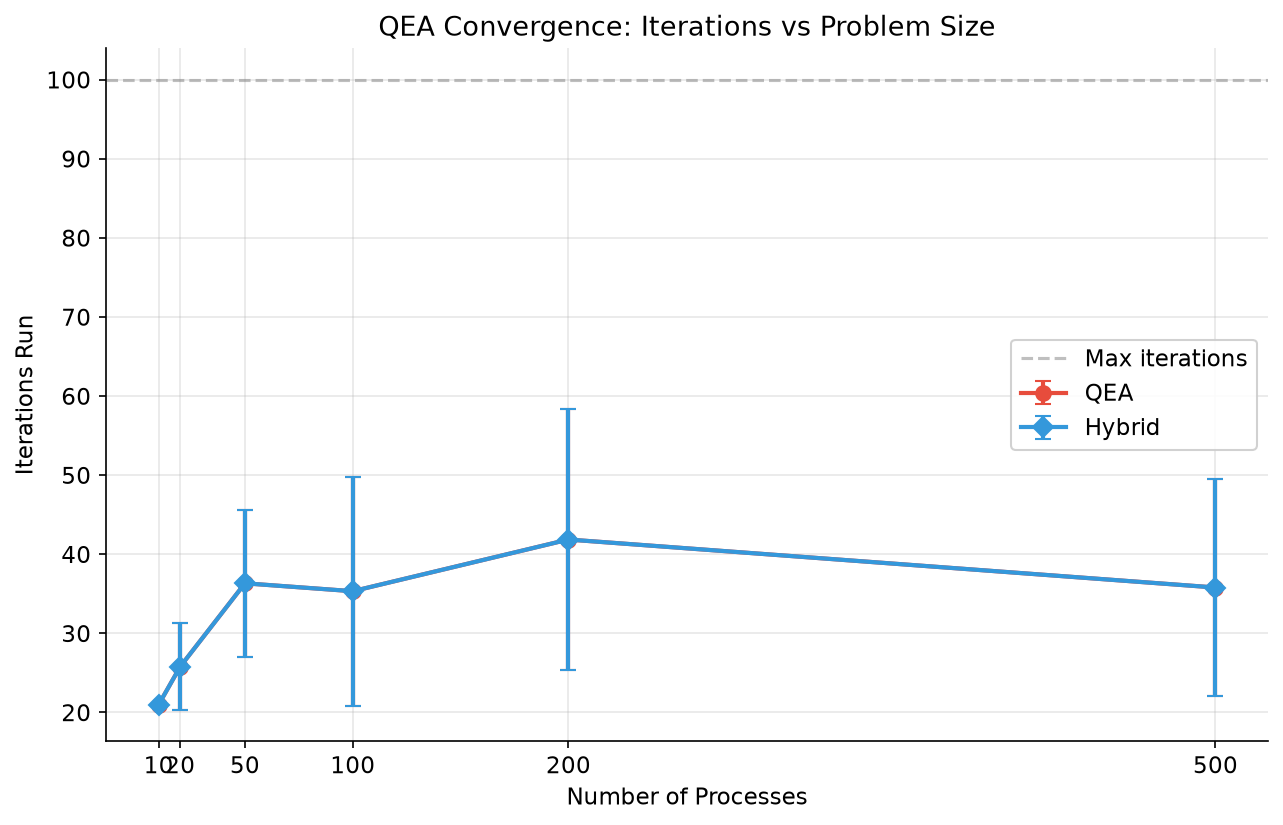 QEA Convergence: Iterations vs Problem Size
100
90
80
70
60
50
40
30
20
Iterations Run
Max iterations
QEA
Hybrid
10 20 50 100 200 500
Number of Processes